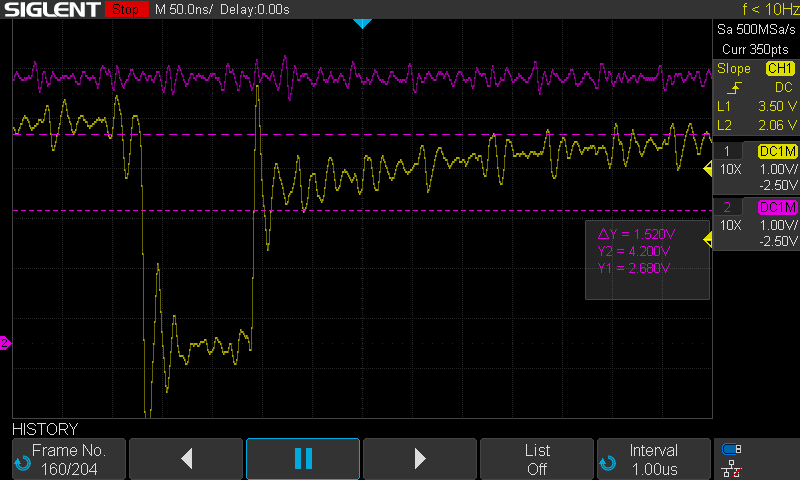 SIGLENT Stop M 50.0ns/ Delay:0.00s f < 10Hz
Sa 500MSa/s
Curr 350pts
Slope CH1
DC
L1 3.50 V
L2 2.06 V
1 DC1M
10X 1.00V/
-2.50V
2 DC1M
10X 1.00V/
-2.50V
ΔY = 1.520V
Y2 = 4.200V
Y1 = 2.680V
2
HISTORY
Frame No.
160/204
List
Off
Interval
1.00us